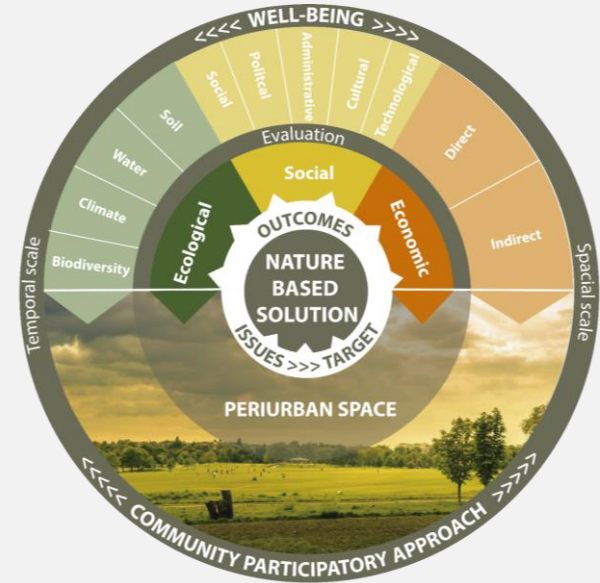 <<<< WELL-BEING >>>>
Social
Politcal
Administrative
Cultural
Technological
Soil
Water
Climate
Biodiversity
Direct
Indirect
Evaluation
Ecological
Social
Economic
OUTCOMES
NATURE
BASED
SOLUTION
ISSUES >>> TARGET
Temporal scale
Spacial scale
PERIURBAN SPACE
<<<<< COMMUNITY PARTICIPATORY APPROACH >>>>>